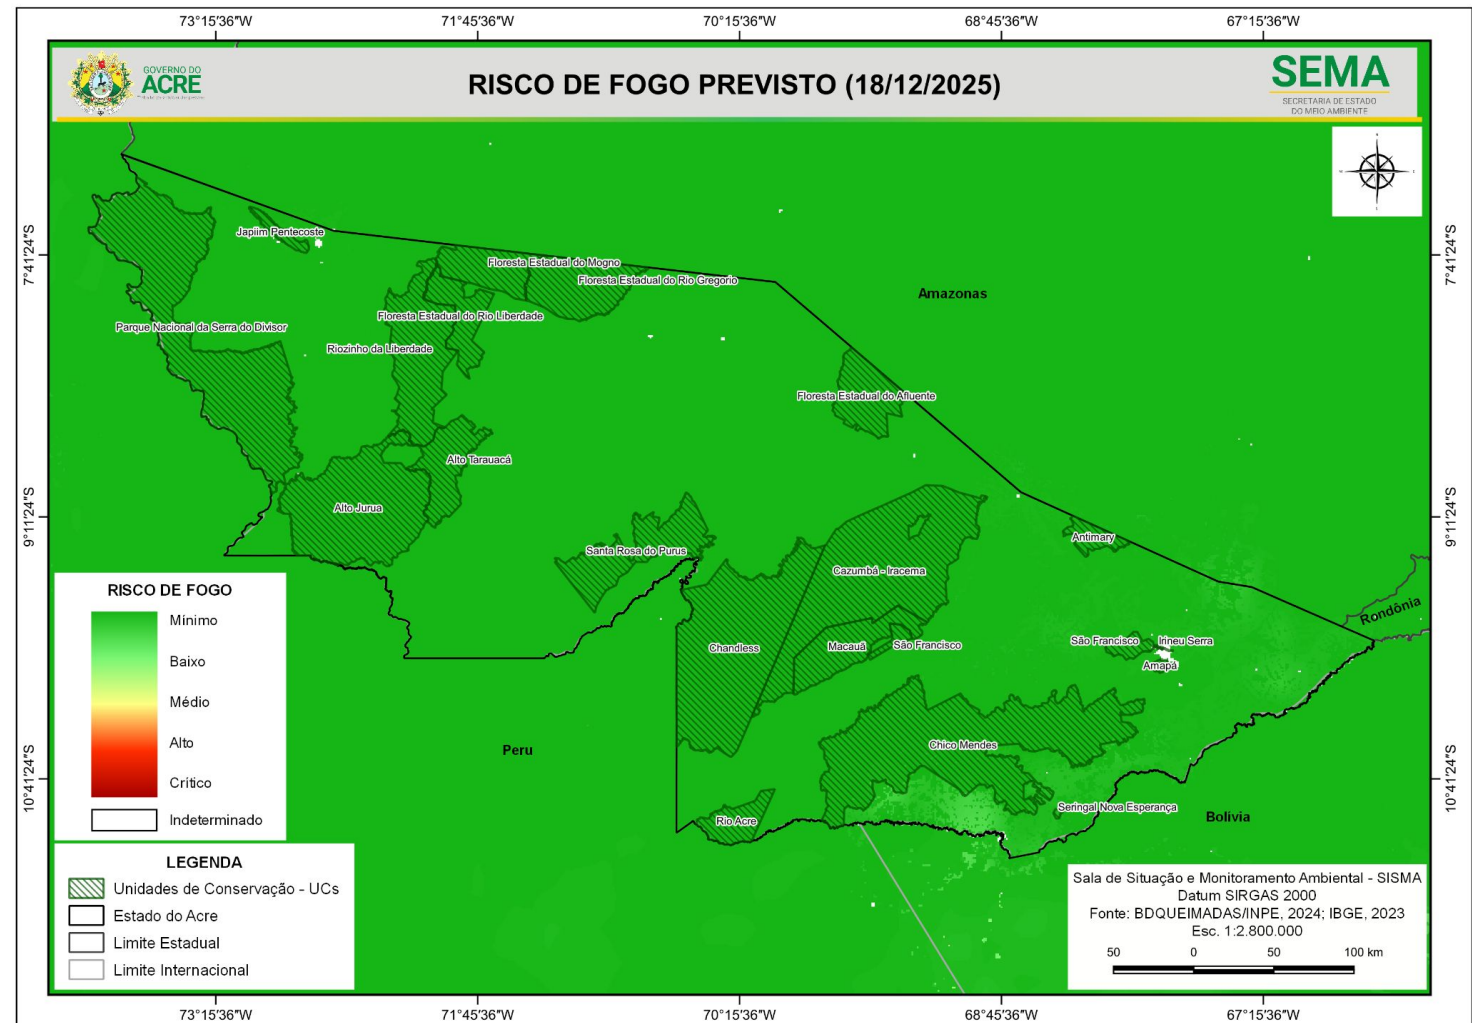 73°15'36"W
71°45'36"W
70°15'36"W
68°45'36"W
67°15'36"W
GOVERNO DO
ACRE
RISCO DE FOGO PREVISTO (18/12/2025)
SEMA
SECRETARIA DE ESTADO
DO MEIO AMBIENTE
7°41'24"S
7°41'24"S
Japiim Pentecoste
Floresta Estadual do Mogno
Floresta Estadual do Rio Gregorio
Amazonas
Floresta Estadual do Rio Liberdade
Parque Nacional da Serra do Divisor
Riozinho da Liberdade
Floresta Estadual do Afluente
Alto Tarauacá
Alto Jurua
9°11'24"S
9°11'24"S
Antimary
Santa Rosa do Purus
Cazumbá - Iracema
Rondônia
Chandless
Macauã
São Francisco
São Francisco
Irineu Serra
Amapá
Peru
Chico Mendes
10°41'24"S
10°41'24"S
Seringal Nova Esperança
Bolivia
Rio Acre
RISCO DE FOGO
Mínimo
Baixo
Médio
Alto
Crítico
Indeterminado
LEGENDA
Unidades de Conservação - UCs
Estado do Acre
Limite Estadual
Limite Internacional
Sala de Situação e Monitoramento Ambiental - SISMA
Datum SIRGAS 2000
Fonte: BDQUEIMADAS/INPE, 2024; IBGE, 2023
Esc. 1:2.800.000
50 0 50 100 km
73°15'36"W
71°45'36"W
70°15'36"W
68°45'36"W
67°15'36"W